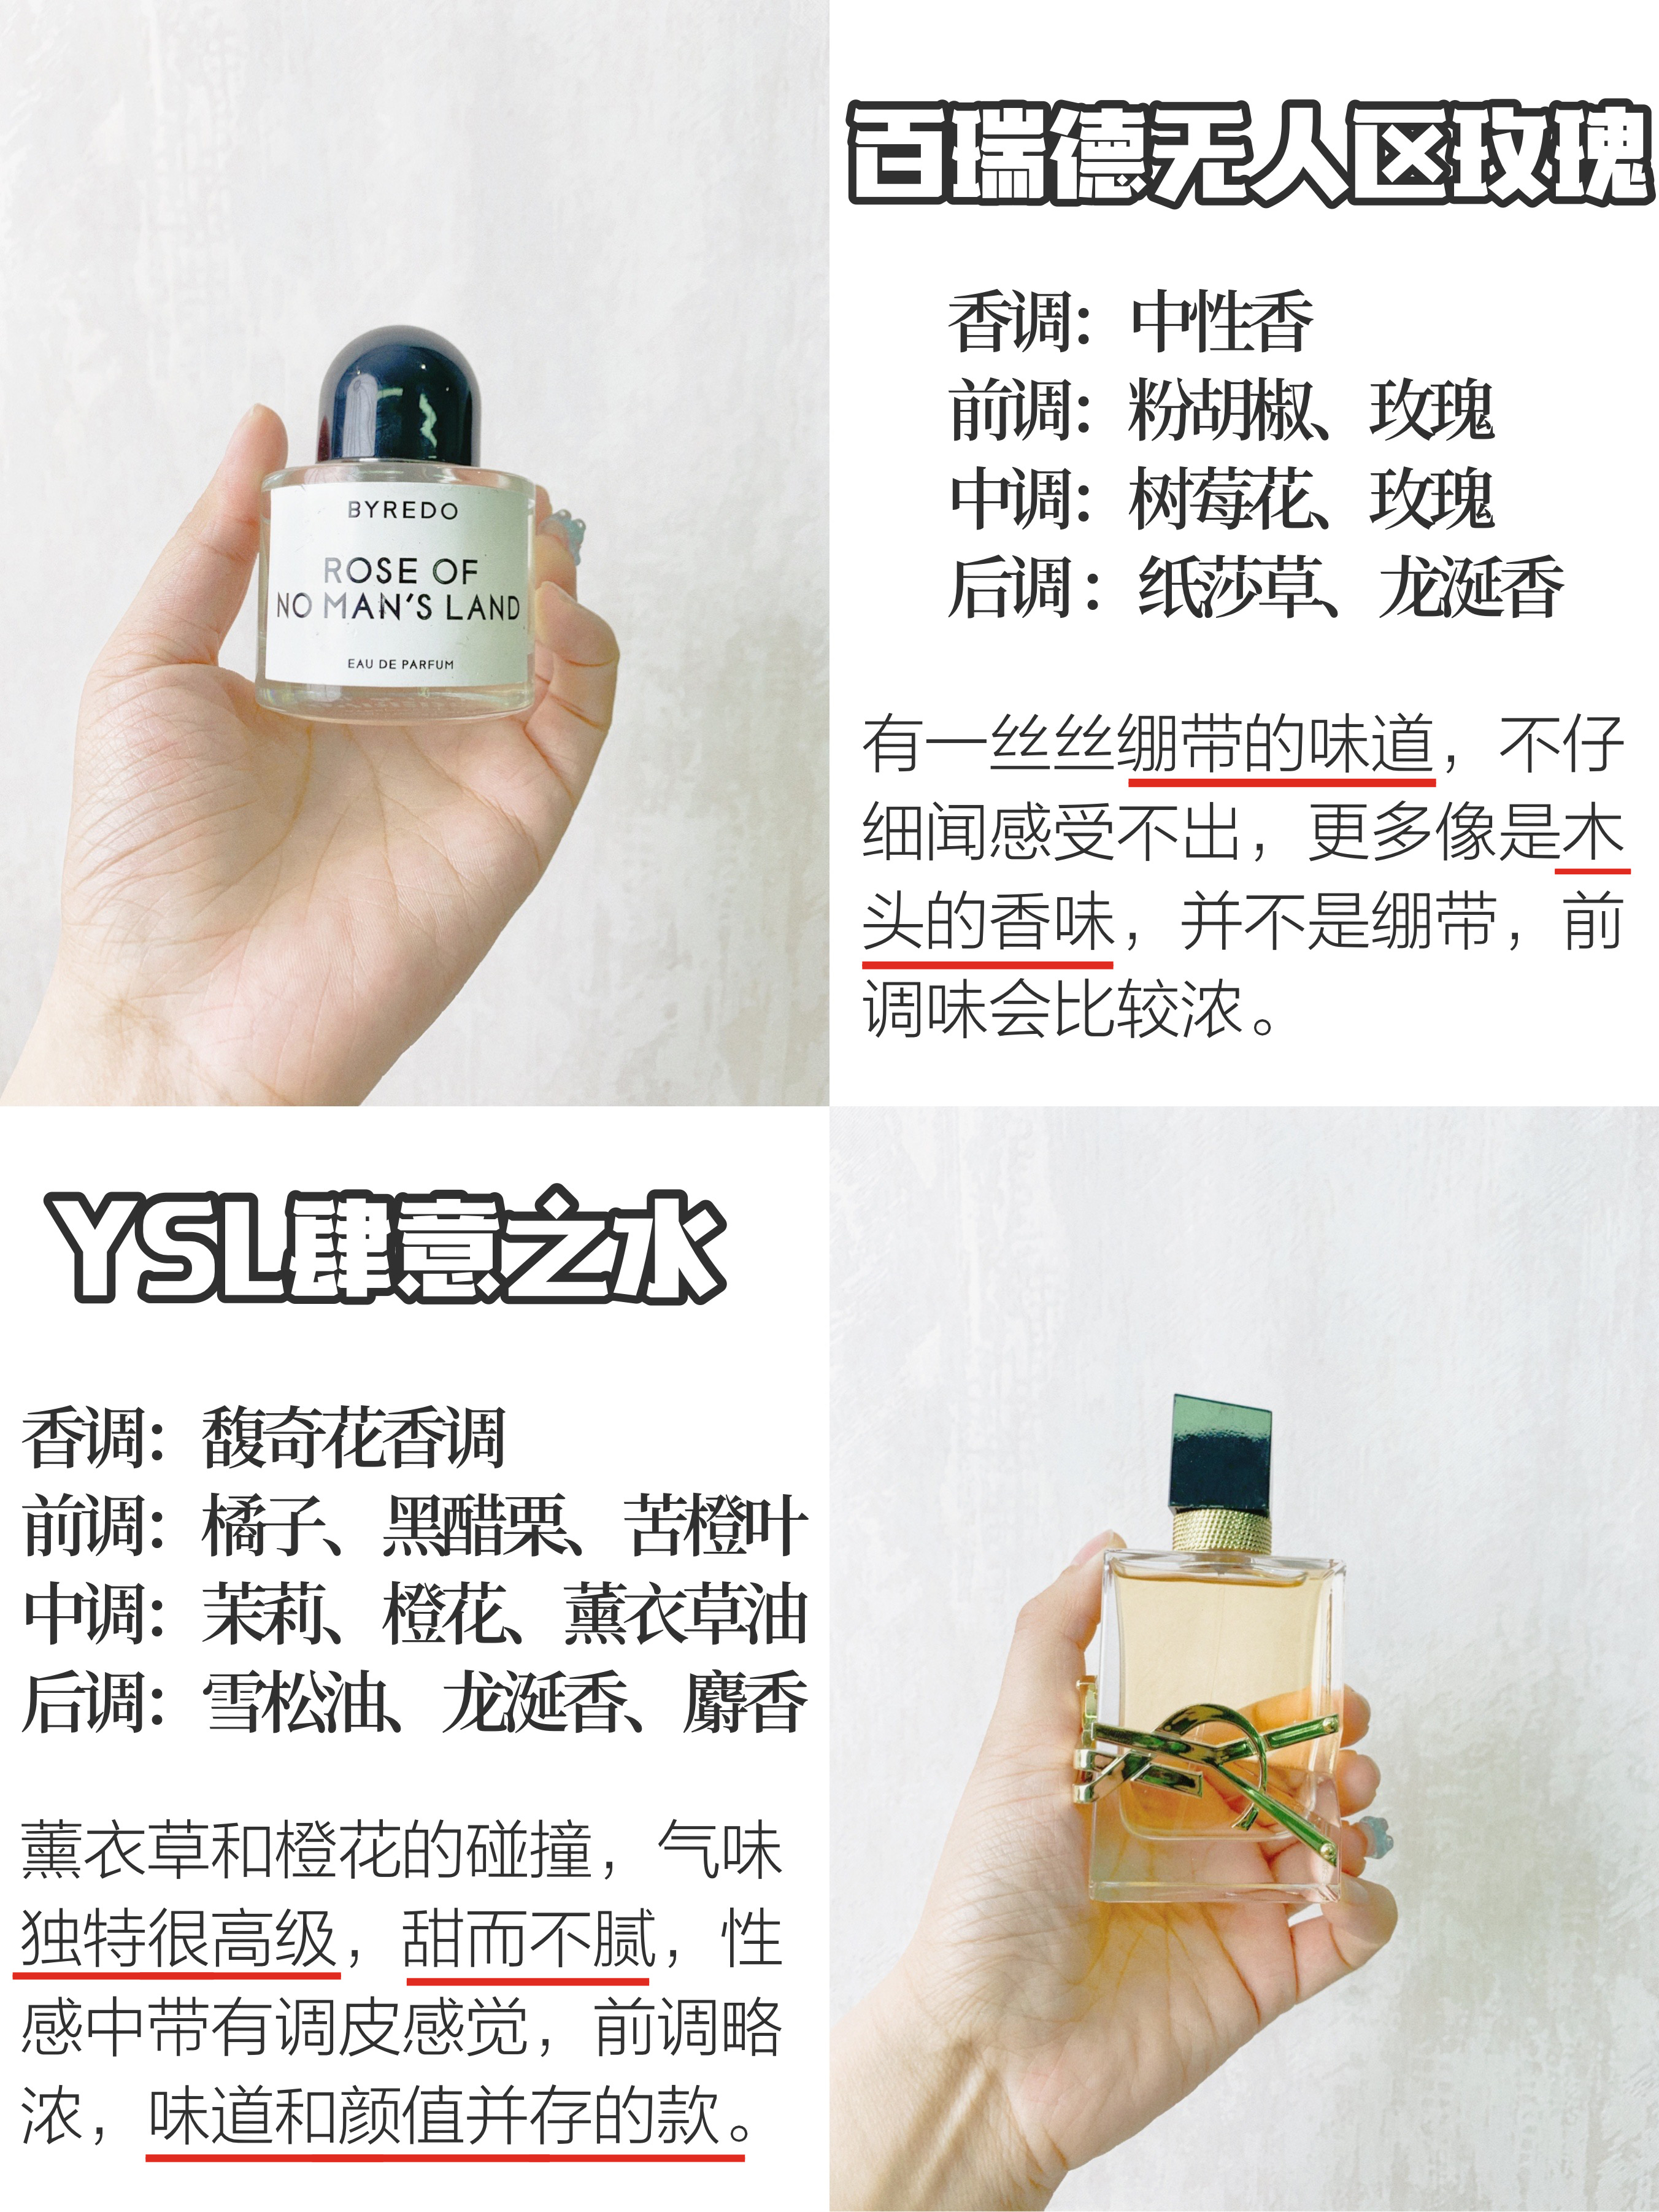 BYREDO
ROSE OF
NO MAN'S LAND
EAU DE PARFUM
百瑞德无人区玫瑰
香调：中性香
前调：粉胡椒、玫瑰
中调：树莓花、玫瑰
后调：纸莎草、龙涎香
有一丝丝绷带的味道，不仔
细闻感受不出，更多像是木
头的香味，并不是绷带，前
调味会比较浓。
YSL肆意之水
香调：馥奇花香调
前调：橘子、黑醋栗、苦橙叶
中调：茉莉、橙花、薰衣草油
后调：雪松油、龙涎香、麝香
薰衣草和橙花的碰撞，气味
独特很高级，甜而不腻，性
感中带有调皮感觉，前调略
浓，味道和颜值并存的款。